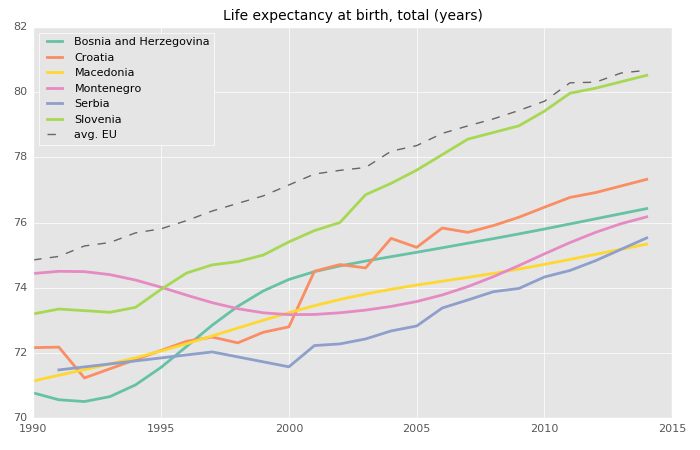 Life expectancy at birth, total (years)
82
80
78
76
74
72
70
Bosnia and Herzegovina
Croatia
Macedonia
Montenegro
Serbia
Slovenia
avg. EU
1990 1995 2000 2005 2010 2015